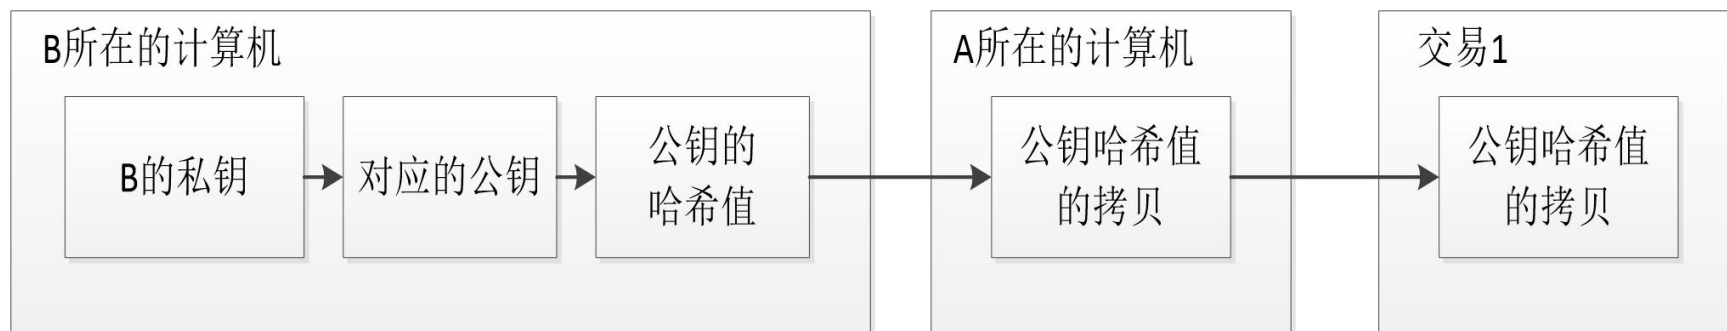 B所在的计算机
B的私钥
对应的公钥
公钥的
哈希值
A所在的计算机
公钥哈希值
的拷贝
交易1
公钥哈希值
的拷贝